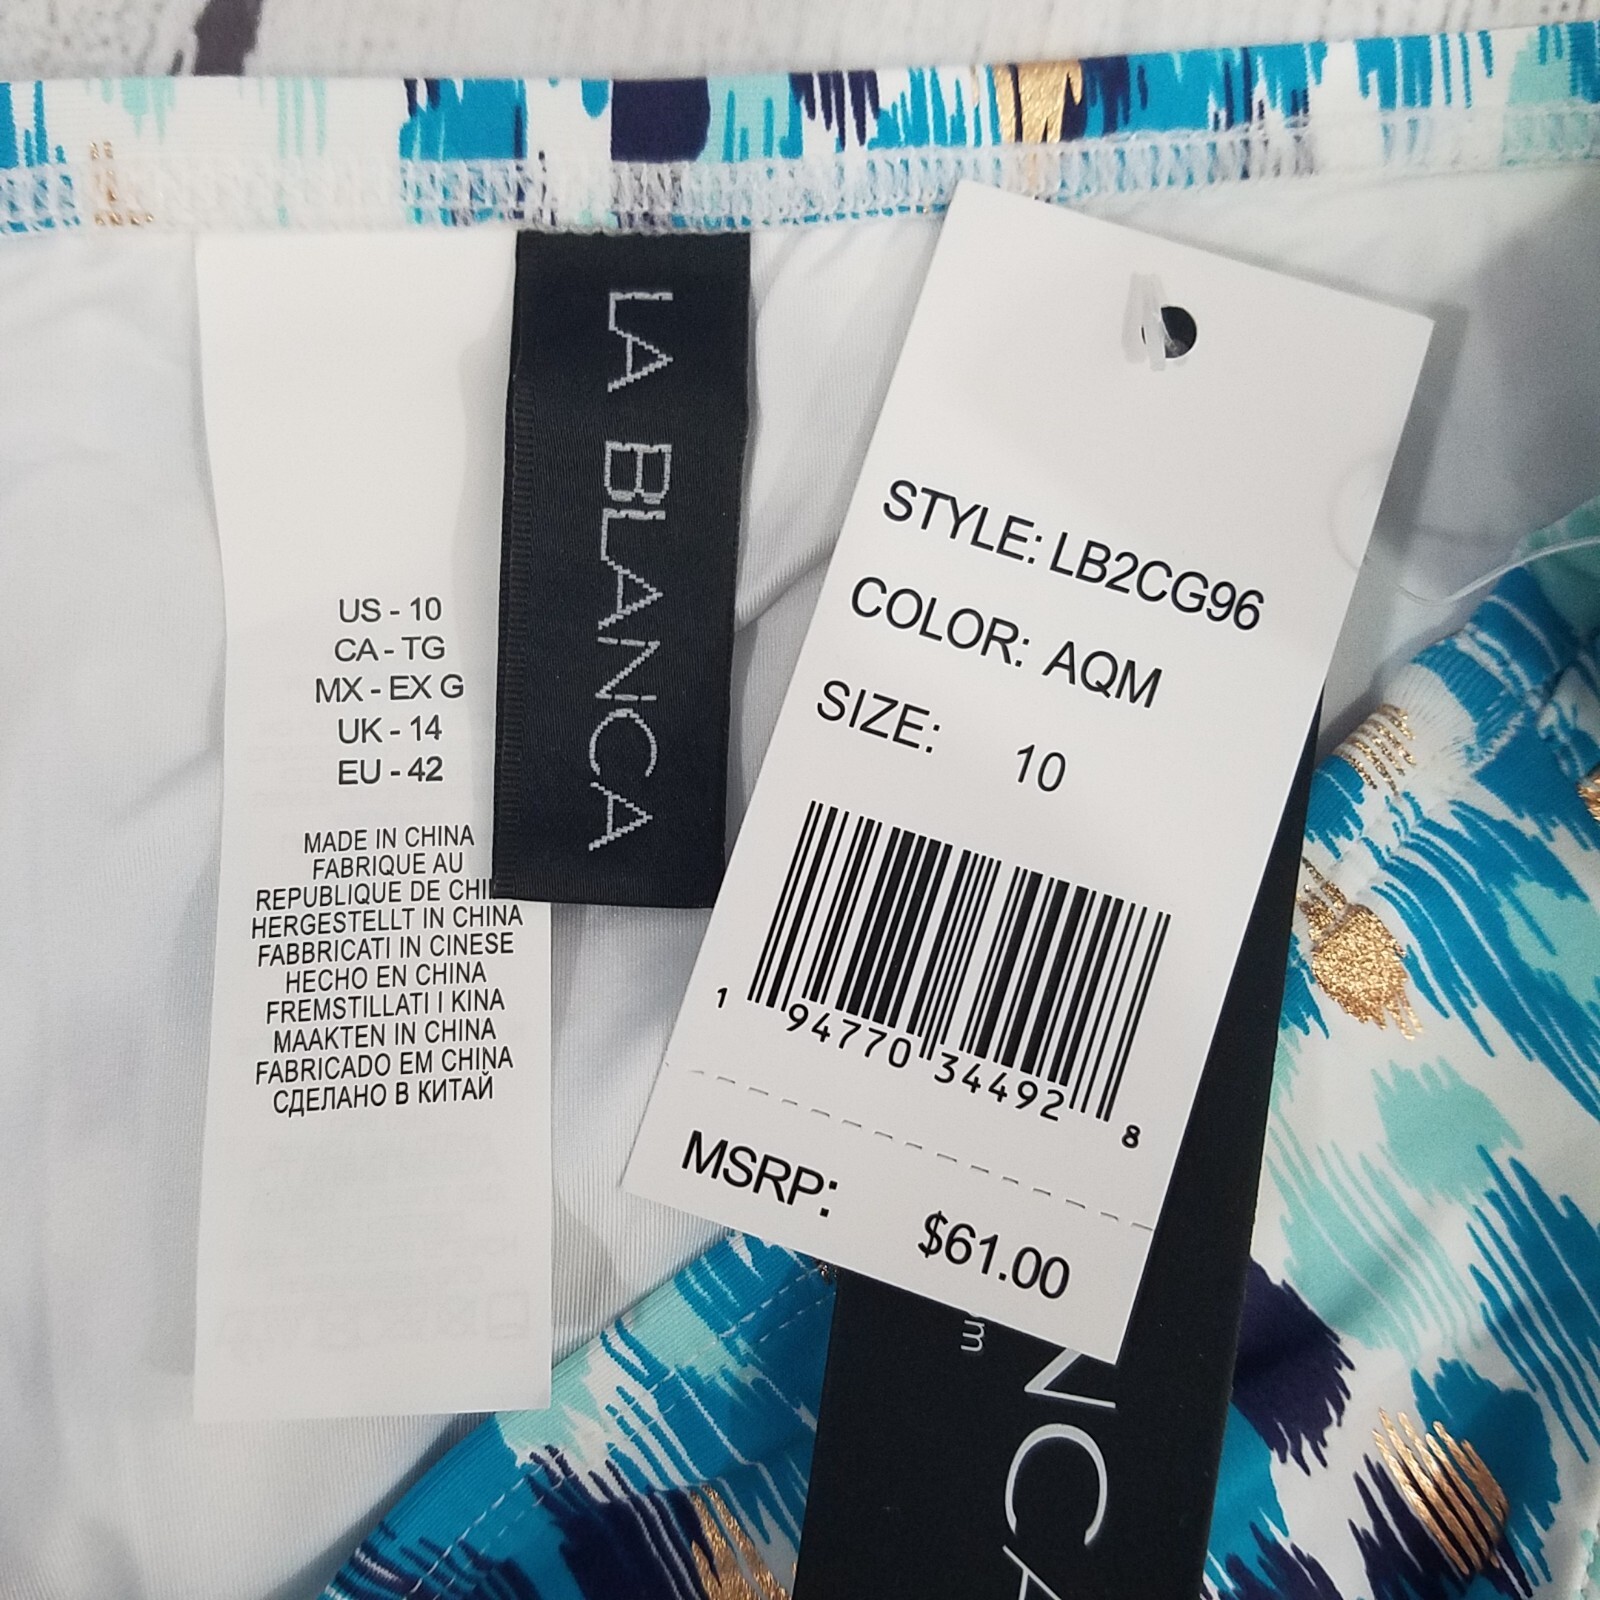 US - 10
CA - TG
MX - EX G
UK - 14
EU - 42
MADE IN CHINA
FABRIQUE AU
REPUBLIQUE DE CHI
HERGESTELLT IN CHINA
FABBRICATI IN CINESE
HECHO EN CHINA
FREMSTILLATI I KINA
MAAKTEN IN CHINA
FABRICADO EM CHINA
СДЕЛАНО В КИТАЙ
LA BLANCA
STYLE: LB2CG96
COLOR: AQM
SIZE: 10
1 94770 34492 8
MSRP: $61.00
NCA
m